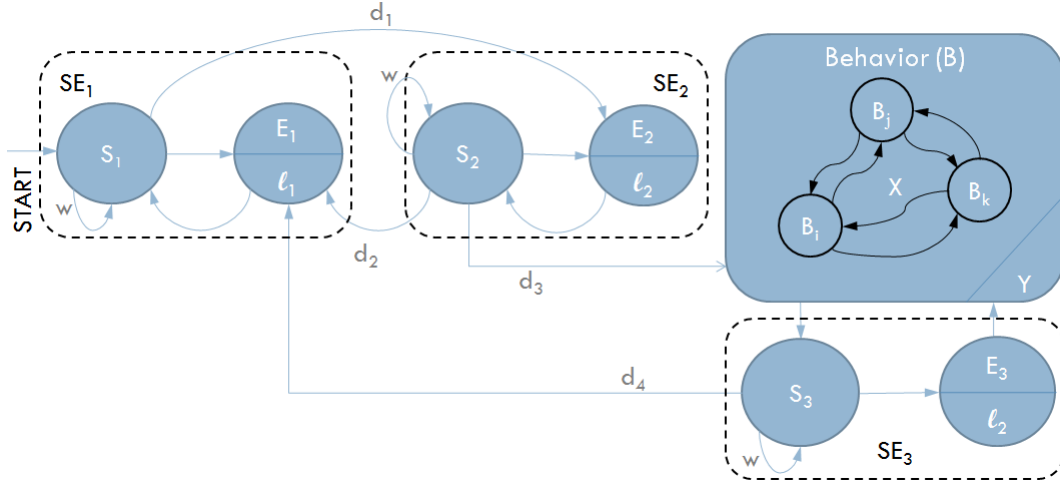 d₁
SE₁
S₁
E₁
ℓ₁
w
START
w
SE₂
S₂
E₂
ℓ₂
d₂
d₃
Behavior (B)
Bⱼ
X
Bₖ
Bᵢ
Y
d₄
S₃
E₃
ℓ₂
w
SE₃